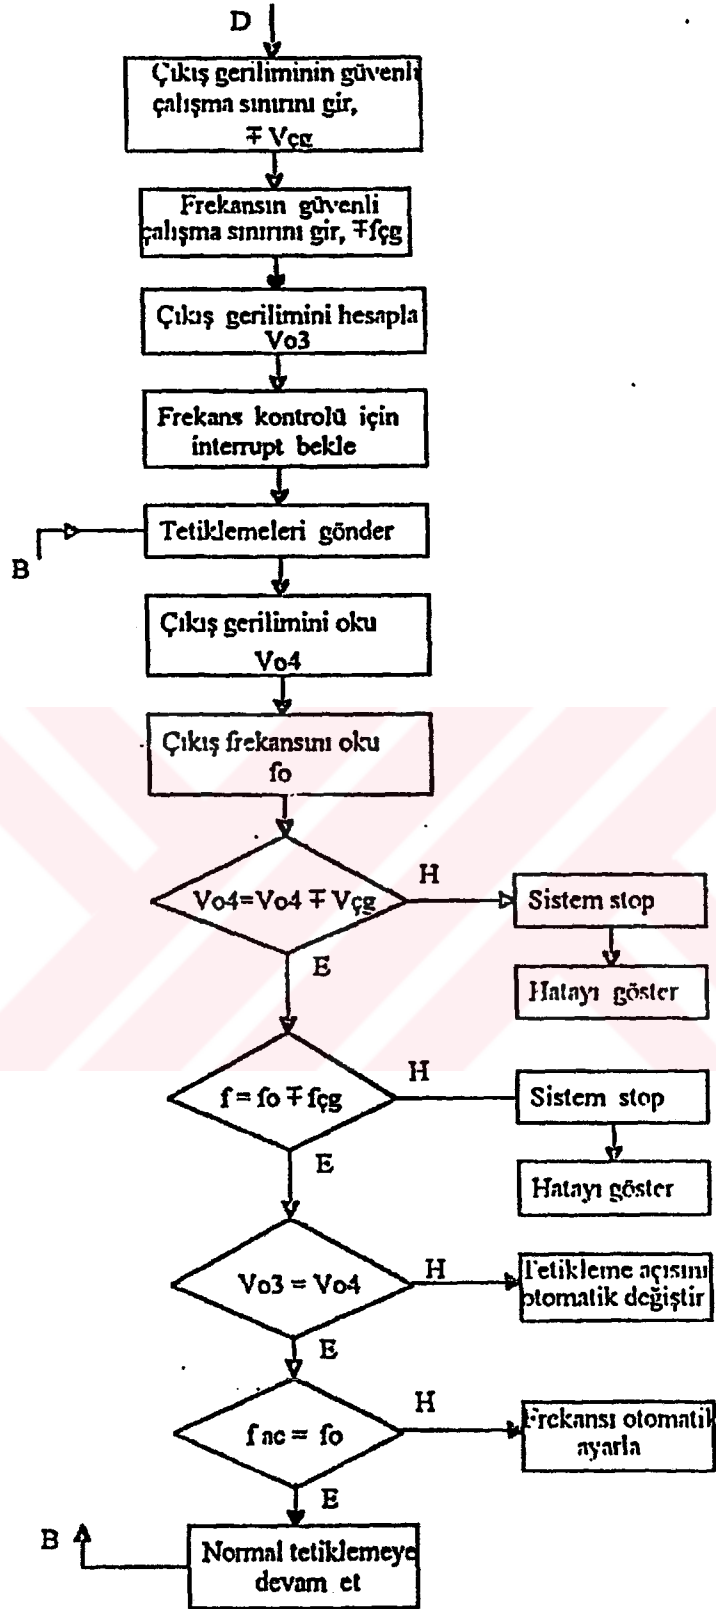 D
Çıkış geriliminin güvenli
çalışma sınırını gir,
∓ Vçg
Frekansın güvenli
çalışma sınırını gir, ∓fçg
Çıkış gerilimini hesapla
Vo3
Frekans kontrolü için
interrupt bekle
Tetiklemeleri gönder
B
Çıkış gerilimini oku
Vo4
Çıkış frekansını oku
fo
Vo4=Vo4 ∓ Vçg
H
Sistem stop
E
Hatayı göster
f = fo ∓ fçg
H
Sistem stop
E
Hatayı göster
Vo3 = Vo4
H
Tetikleme açısını
otomatik değiştir
E
f ac = fo
H
Frekansı otomatik
ayarla
E
B
Normal tetiklemeye
devam et